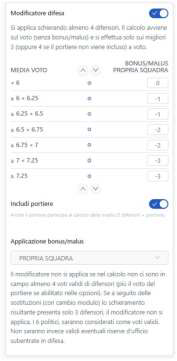 Modificatore difesa
Si applica schierando almeno 4 difensori. Il calcolo avviene
sul voto (senza bonus/malus) e si effettua solo sui migliori
3 (oppure 4 se il portiere non viene incluso) a voto.
MEDIA VOTO
BONUS/MALUS
PROPRIA SQUADRA
< 6
0
≥ 6 < 6.25
-1
≥ 6.25 < 6.5
-1
≥ 6.5 < 6.75
-2
≥ 6.75 < 7
-2
≥ 7 < 7.25
-3
≥ 7.25
-3
Includi portiere
Applicazione bonus/malus
PROPRIA SQUADRA
Il modificatore non si applica se nel calcolo non ci sono in
campo almeno 4 voti validi di difensori (più il voto del
portiere se abilitato nelle opzioni). Se a seguito delle
sostituzioni (con cambio modulo) lo schieramento
risultante presenta solo 3 difensori, il modificatore non si
applica. I 6 politici, saranno considerati come voti validi.
Non saranno invece validi eventuali riserve d'ufficio
subentrate in difesa.